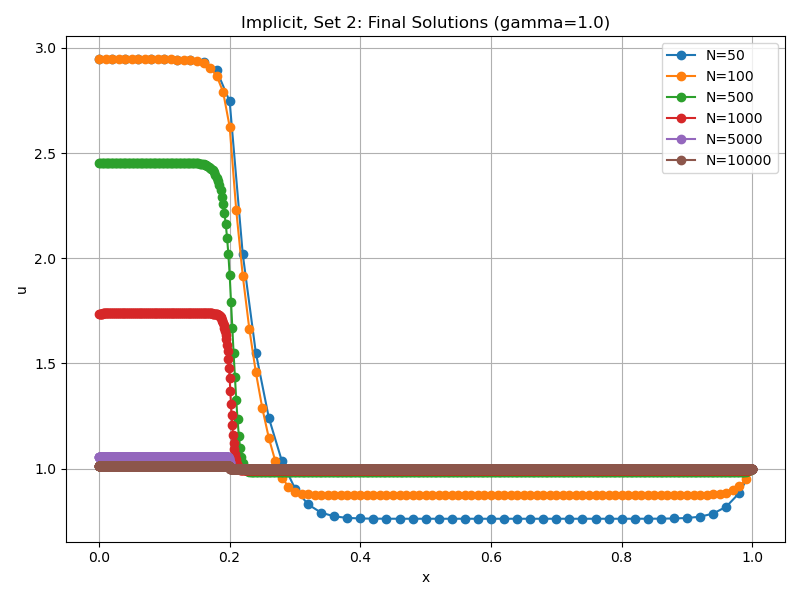 Implicit, Set 2: Final Solutions (gamma=1.0)
N=50
N=100
N=500
N=1000
N=5000
N=10000
3.0
2.5
2.0
1.5
1.0
u
0.0 0.2 0.4 0.6 0.8 1.0
x